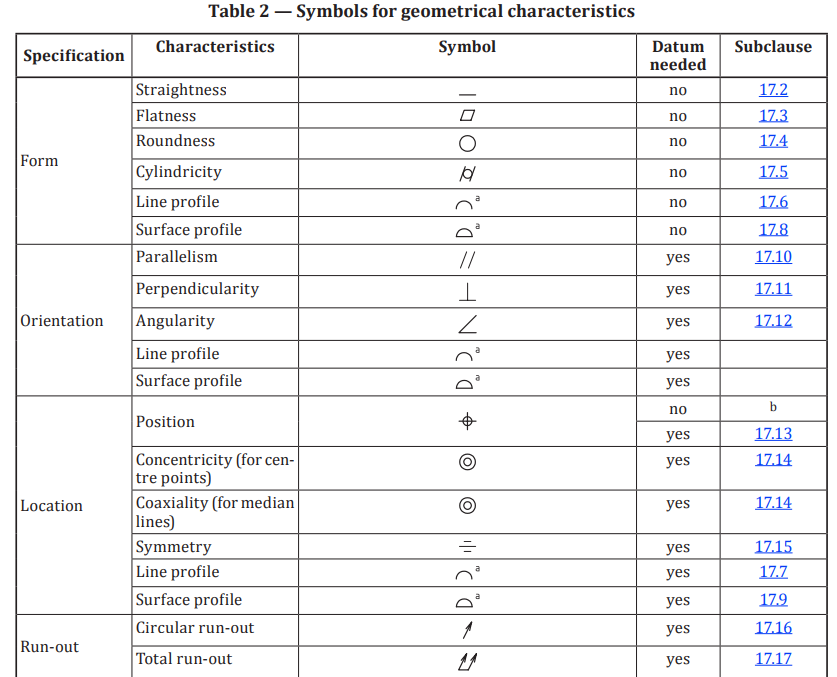 Table 2 — Symbols for geometrical characteristics
Specification Characteristics Symbol Datum needed Subclause
Form
Straightness no 17.2
Flatness no 17.3
Roundness no 17.4
Cylindricity no 17.5
Line profile a no 17.6
Surface profile a no 17.8
Orientation
Parallelism yes 17.10
Perpendicularity yes 17.11
Angularity yes 17.12
Line profile a yes
Surface profile a yes
Location
Position no b
yes 17.13
Concentricity (for cen-
tre points) yes 17.14
Coaxiality (for median
lines) yes 17.14
Symmetry yes 17.15
Line profile a yes 17.7
Surface profile a yes 17.9
Run-out
Circular run-out yes 17.16
Total run-out yes 17.17